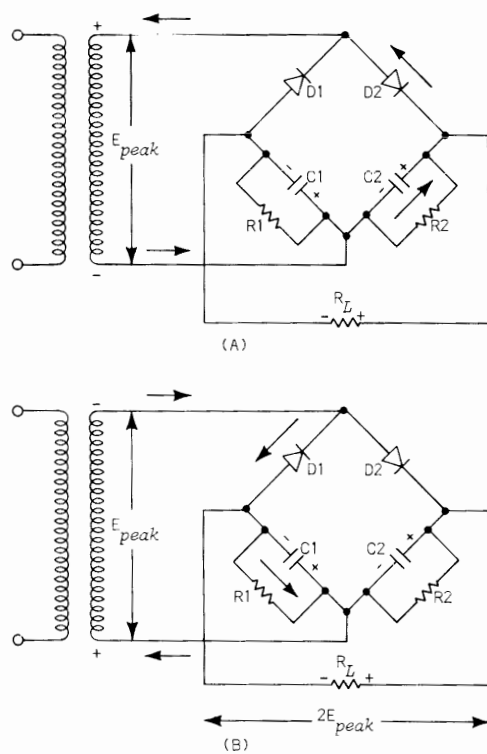 +
E peak
D1
D2
-
C1
+
+
C2
-
R1
R2
-
R L
-
+
(A)
-
E peak
D1
D2
-
C1
+
+
C2
-
R1
R2
+
R L
-
+
2E peak
(B)